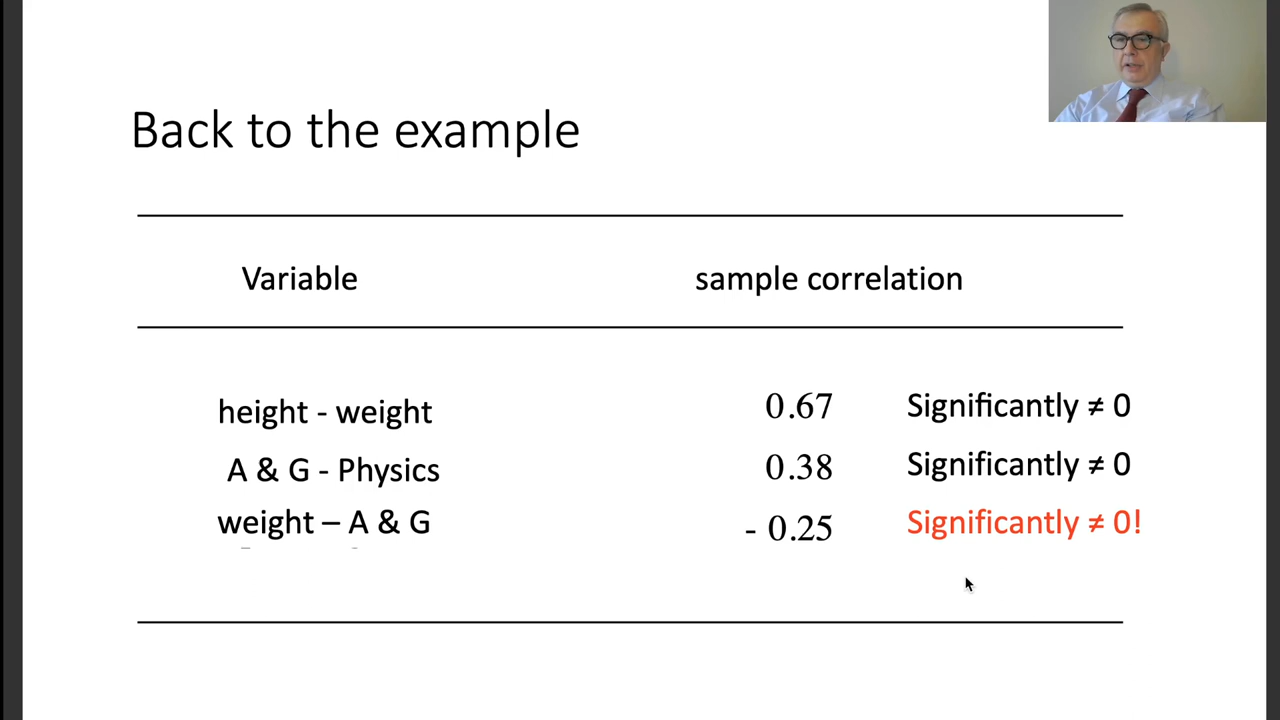 Back to the example
Variable sample correlation
height - weight 0.67 Significantly ≠ 0
A & G - Physics 0.38 Significantly ≠ 0
weight – A & G - 0.25 Significantly ≠ 0!